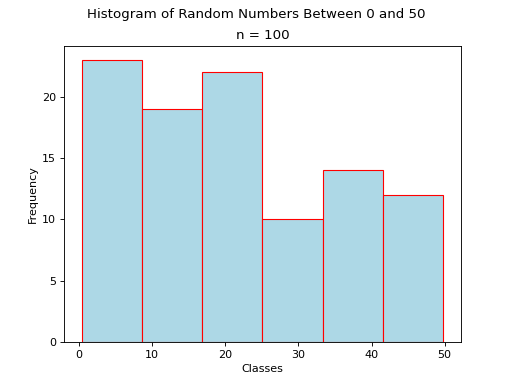 Histogram of Random Numbers Between 0 and 50
n = 100
Frequency
20
15
10
5
0
0 10 20 30 40 50
Classes